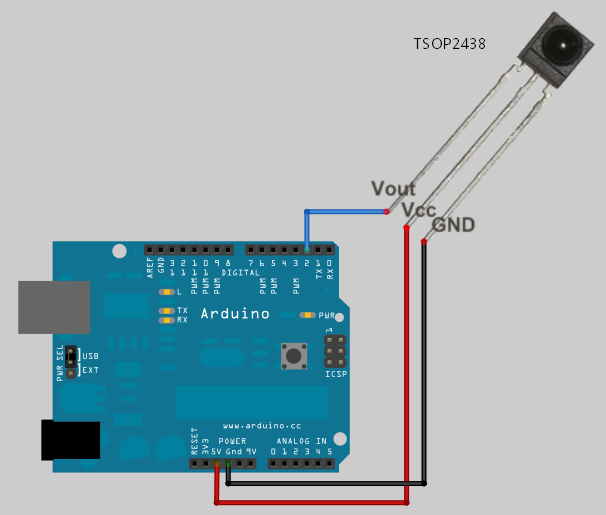 TSOP2438
Vout
Vcc
GND
AREF
GND
13
12
11
10
9
8
7
6
5
4
3
2
1
0
PWM
PWM
PWM
PWM
PWM
PWM
TX
RX
DIGITAL
L
TX
RX
Arduino
PWR
1
ICSP
PWR SEL
USB
EXT
www.arduino.cc
RESET
3V3
5V
Gnd
9V
POWER
ANALOG IN
0 1 2 3 4 5